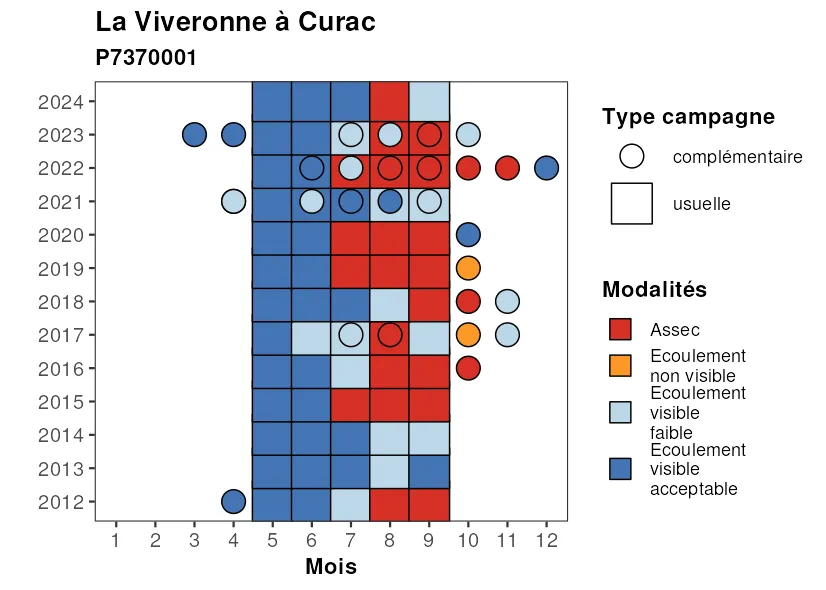 La Viveronne à Curac
P7370001
2024
2023
2022
2021
2020
2019
2018
2017
2016
2015
2014
2013
2012
1 2 3 4 5 6 7 8 9 10 11 12
Mois
Type campagne
complémentaire
usuelle
Modalités
Assec
Ecoulement
non visible
Ecoulement
visible
faible
Ecoulement
visible
acceptable